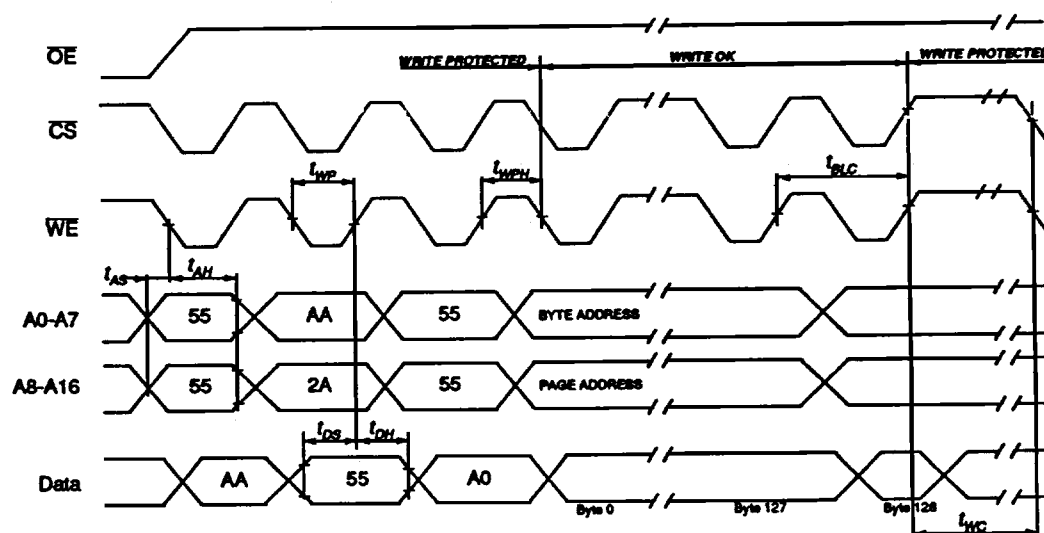 OE
WRITE PROTECTED WRITE OK WRITE PROTECTED
CS
tWP tWPH tBLC
WE
tAS tAH
A0-A7 55 AA 55 BYTE ADDRESS
A8-A16 55 2A 55 PAGE ADDRESS
tDS tDH
Data AA 55 A0
Byte 0 Byte 127 Byte 128
tWC